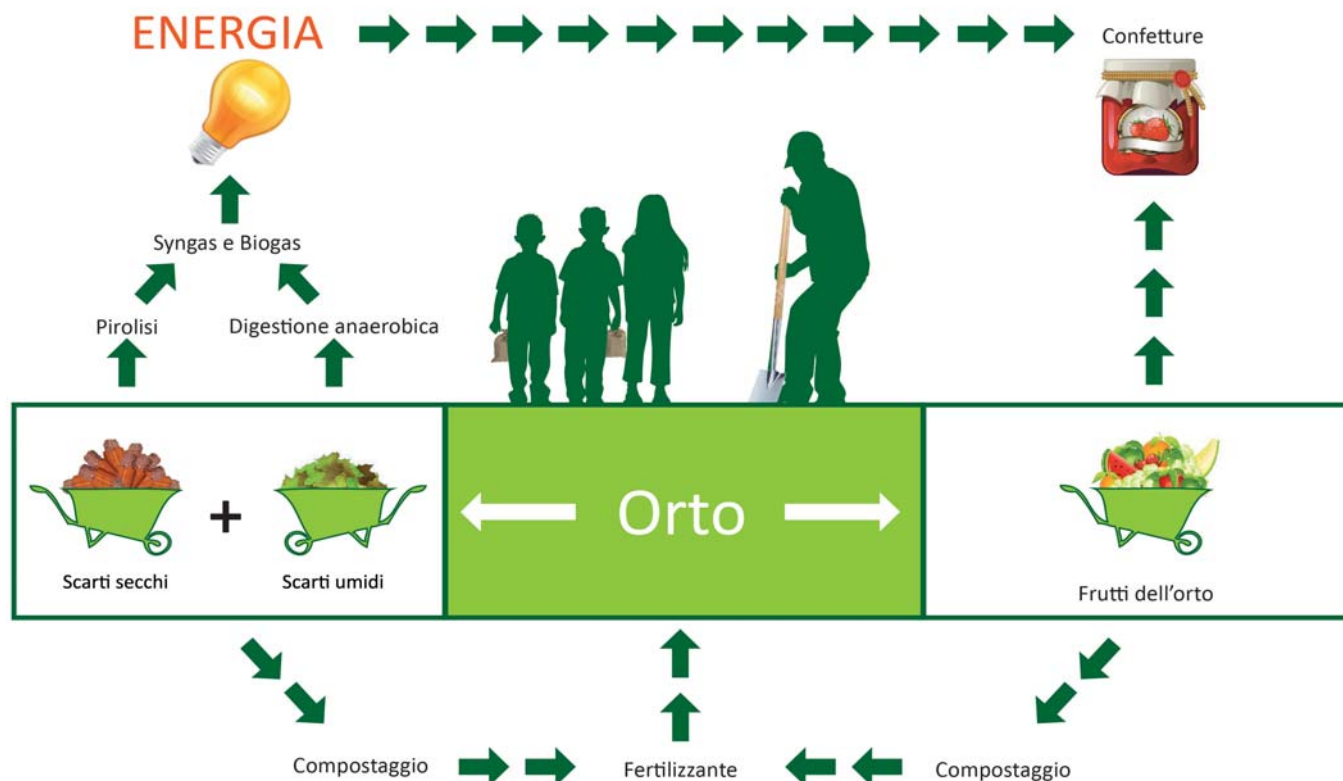 ENERGIA
Confetture
Syngas e Biogas
Pirolisi
Digestione anaerobica
Orto
Scarti secchi
+
Scarti umidi
Frutti dell'orto
Compostaggio
Fertilizzante
Compostaggio